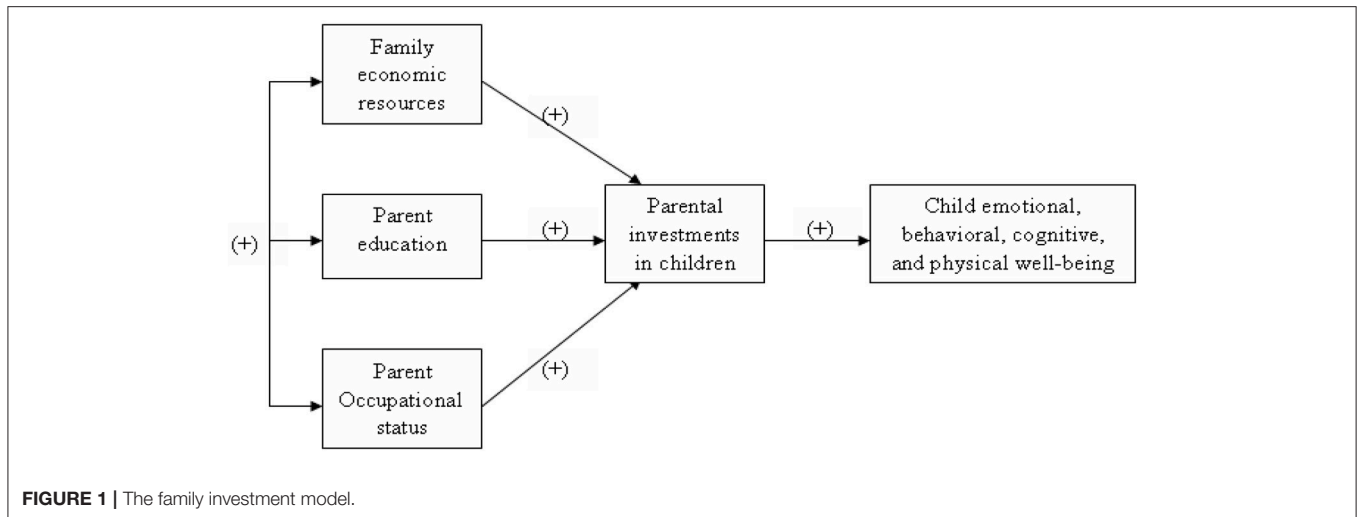 Family
economic
resources
(+)
Parent
education
(+)
(+)
Parental
investments
in children
(+)
Child emotional,
behavioral, cognitive,
and physical well-being
Parent
Occupational
status
(+)
FIGURE 1 | The family investment model.